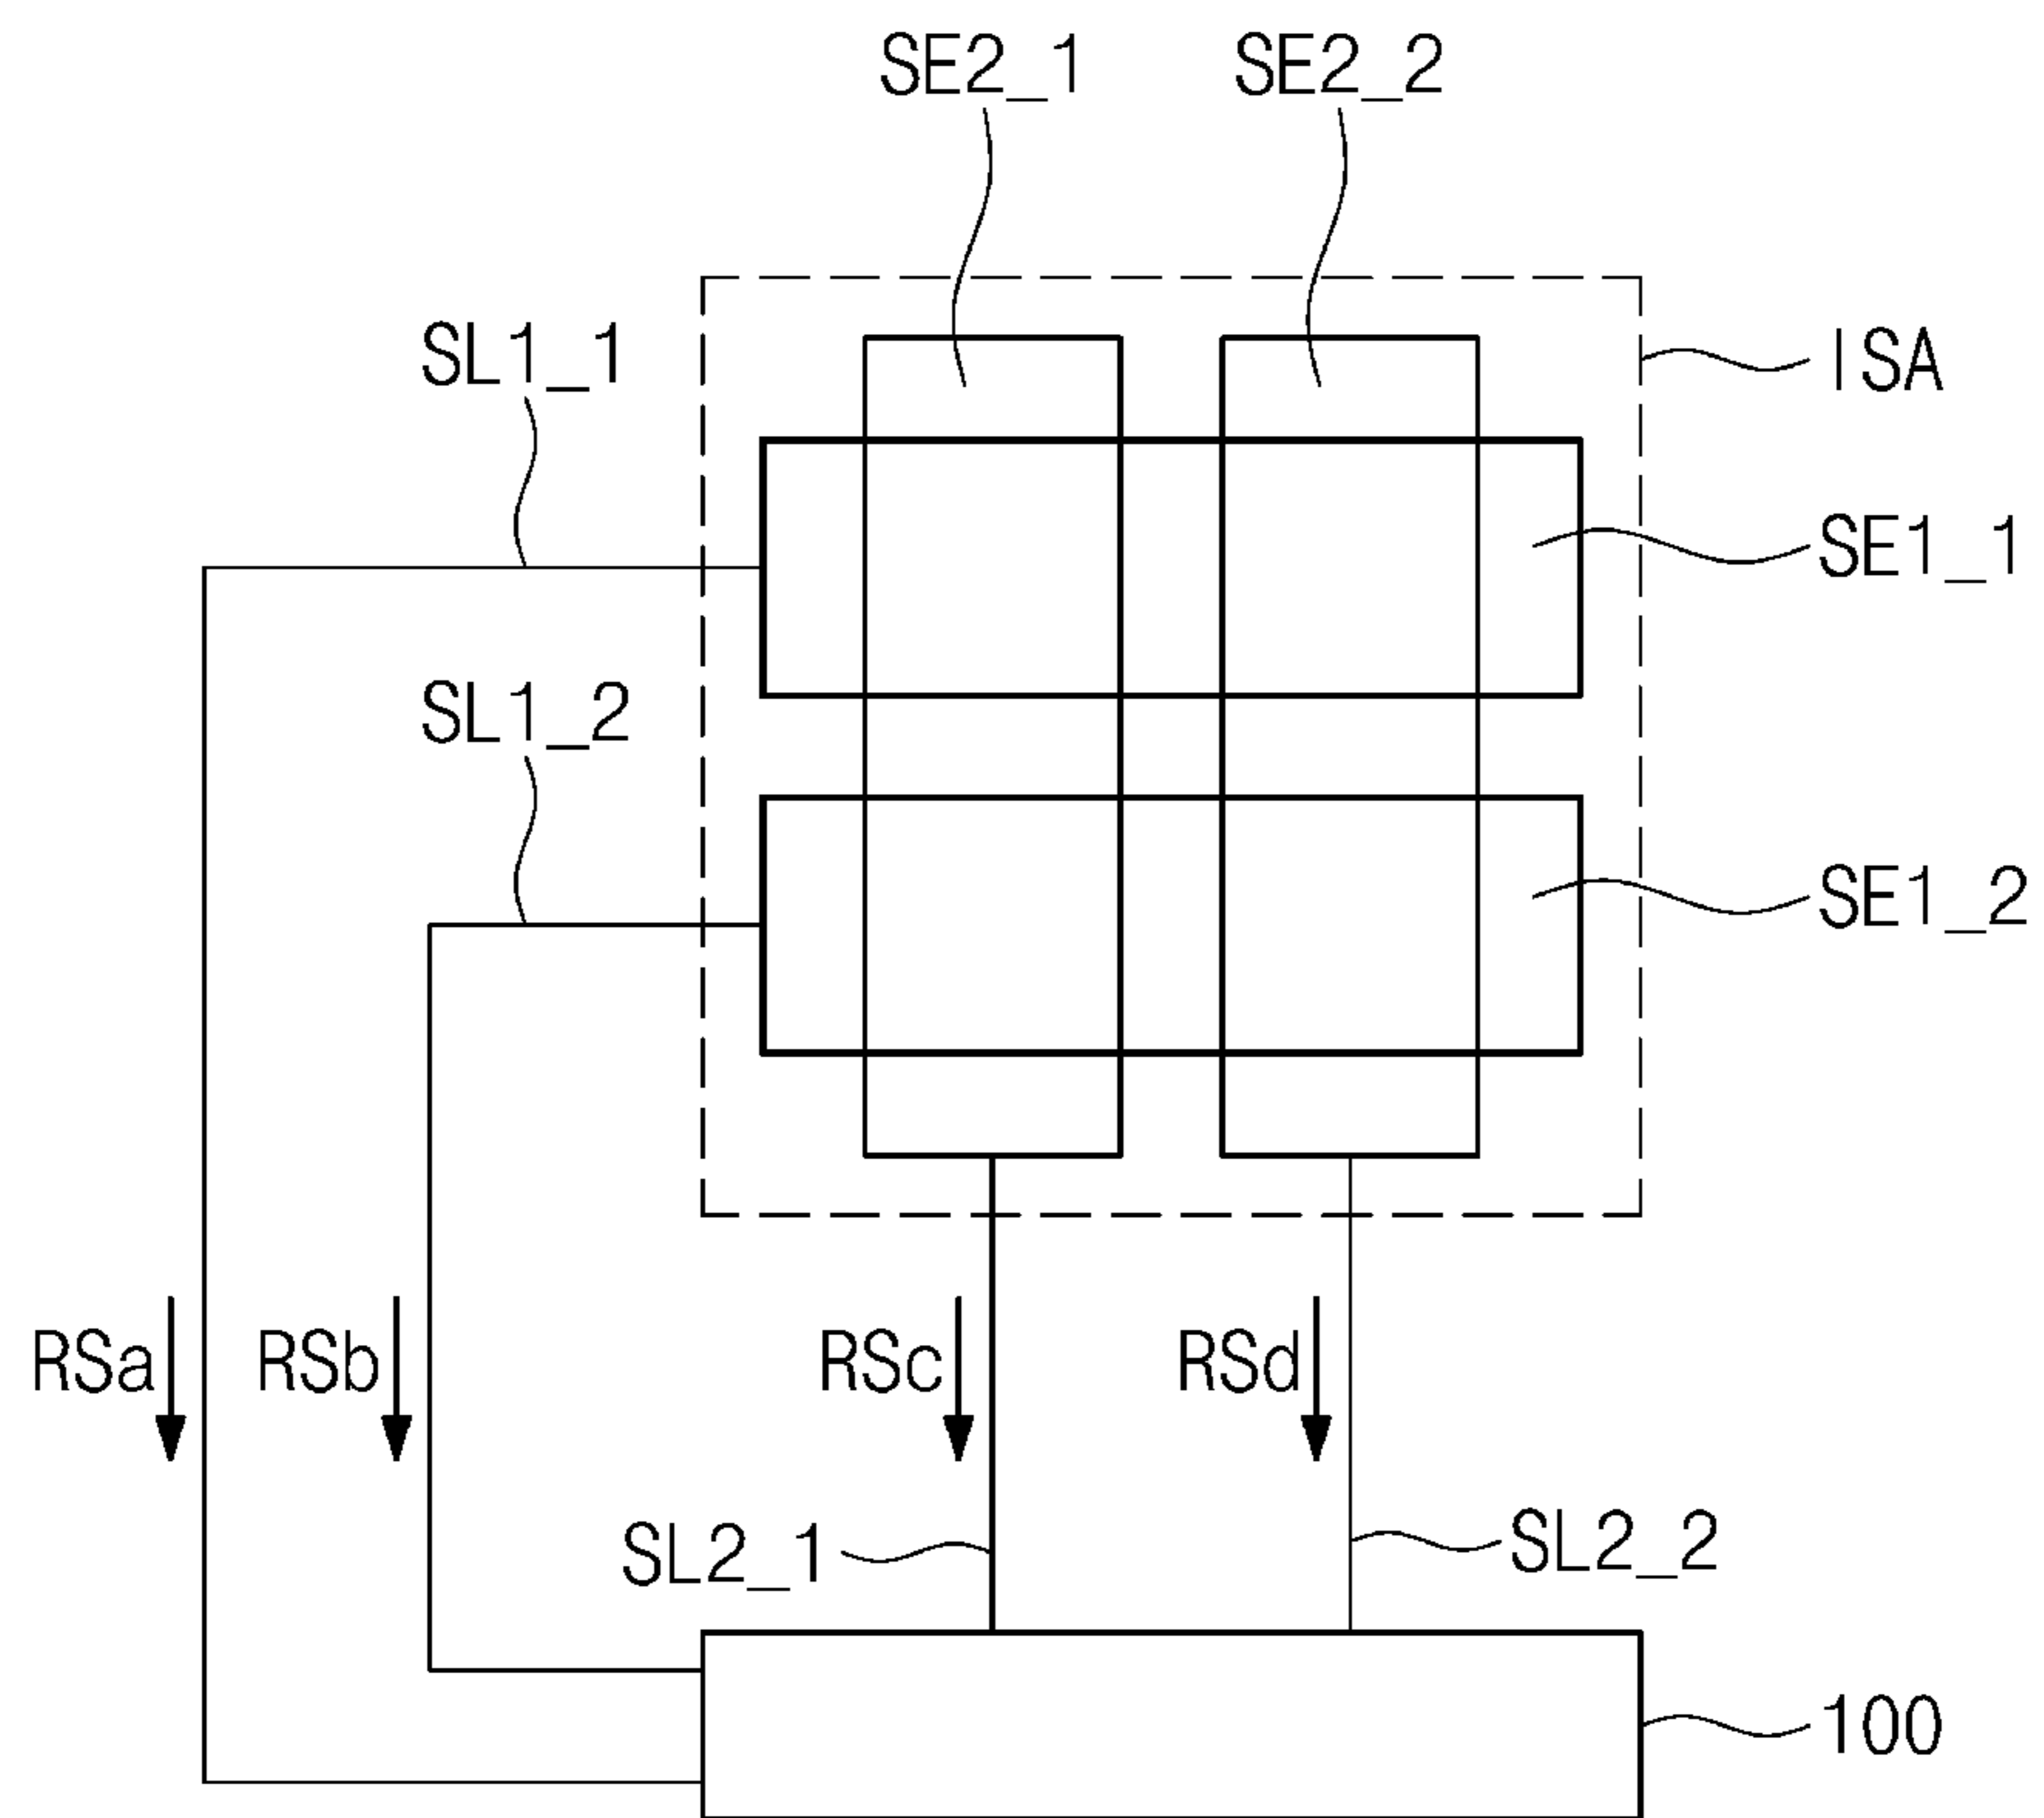 SE2_1 SE2_2
SL1_1
ISA
SE1_1
SL1_2
SE1_2
RSa RSb RSc RSd
SL2_1 SL2_2
100